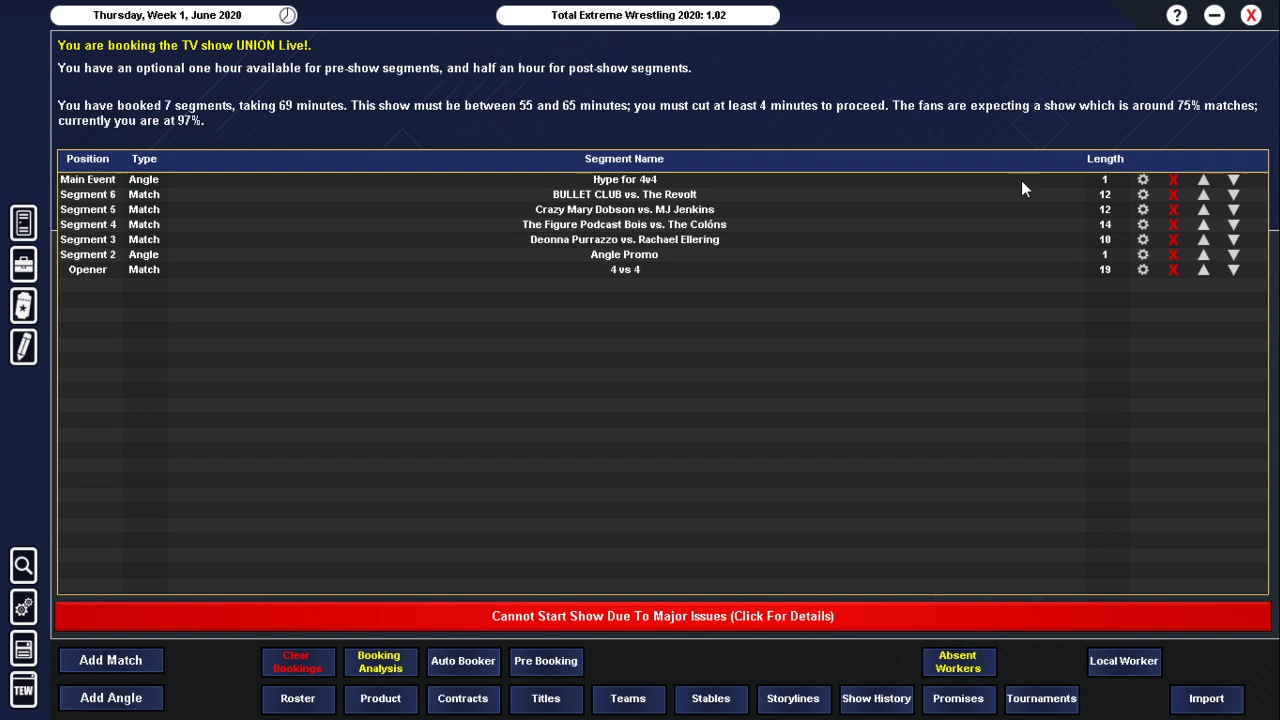 Thursday, Week 1, June 2020
Total Extreme Wrestling 2020: 1.02
?
X
You are booking the TV show UNION Live!.
You have an optional one hour available for pre-show segments, and half an hour for post-show segments.
You have booked 7 segments, taking 69 minutes. This show must be between 55 and 65 minutes; you must cut at least 4 minutes to proceed. The fans are expecting a show which is around 75% matches;
currently you are at 97%.
Position Type Segment Name Length
Main Event Angle Hype for 4v4 1 X
Segment 6 Match BULLET CLUB vs. The Revolt 12 X
Segment 5 Match Crazy Mary Dobson vs. MJ Jenkins 12 X
Segment 4 Match The Figure Podcast Bois vs. The Colóns 14 X
Segment 3 Match Deonna Purrazzo vs. Rachael Ellering 10 X
Segment 2 Angle Angle Promo 1 X
Opener Match 4 vs 4 19 X
Cannot Start Show Due To Major Issues (Click For Details)
Add Match
Clear
Bookings
Booking
Analysis
Auto Booker
Pre Booking
Absent
Workers
Local Worker
TEW
Add Angle
Roster
Product
Contracts
Titles
Teams
Stables
Storylines
Show History
Promises
Tournaments
Import